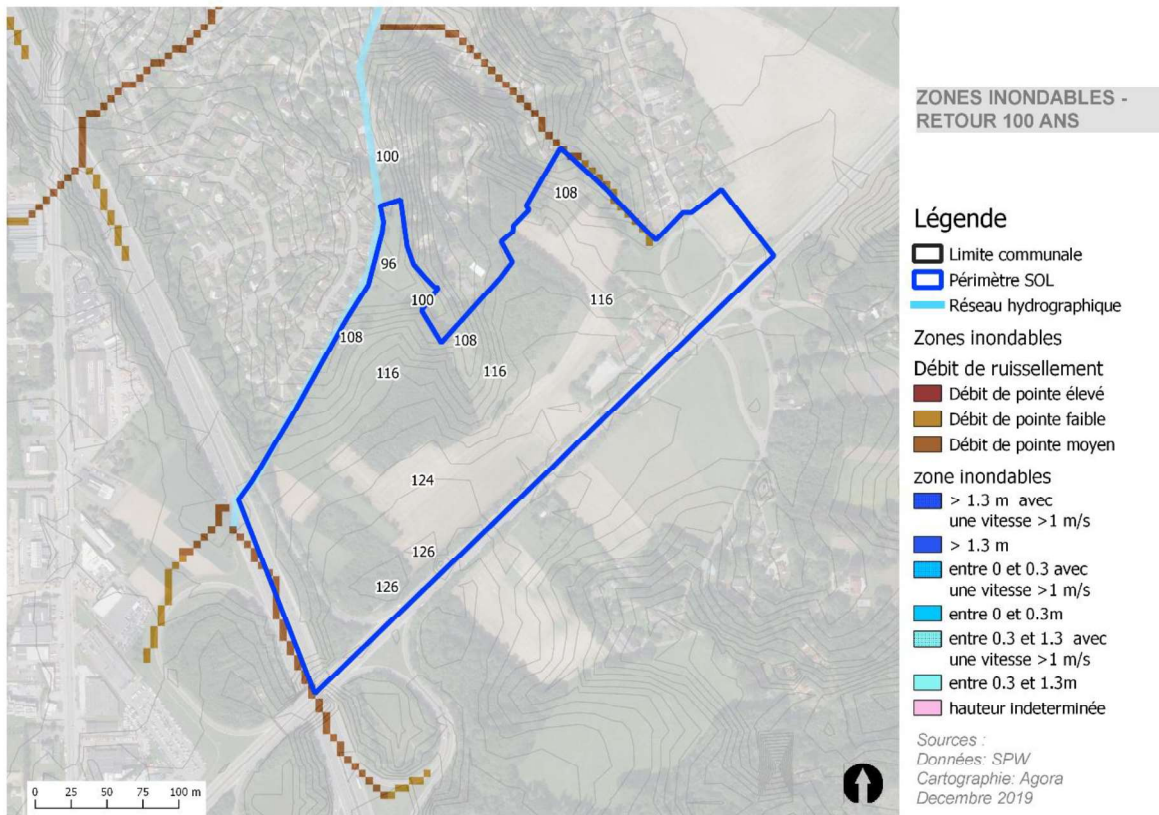 ZONES INONDABLES -
RETOUR 100 ANS
100
108
96
100
116
108
108
116
116
124
126
126
0 25 50 75 100 m
Légende
Limite communale
Périmètre SOL
Réseau hydrographique
Zones inondables
Débit de ruissellement
Débit de pointe élevé
Débit de pointe faible
Débit de pointe moyen
zone inondables
> 1.3 m avec
une vitesse >1 m/s
> 1.3 m
entre 0 et 0.3 avec
une vitesse >1 m/s
entre 0 et 0.3m
entre 0.3 et 1.3 avec
une vitesse >1 m/s
entre 0.3 et 1.3m
hauteur indeterminée
Sources :
Données: SPW
Cartographie: Agora
Decembre 2019